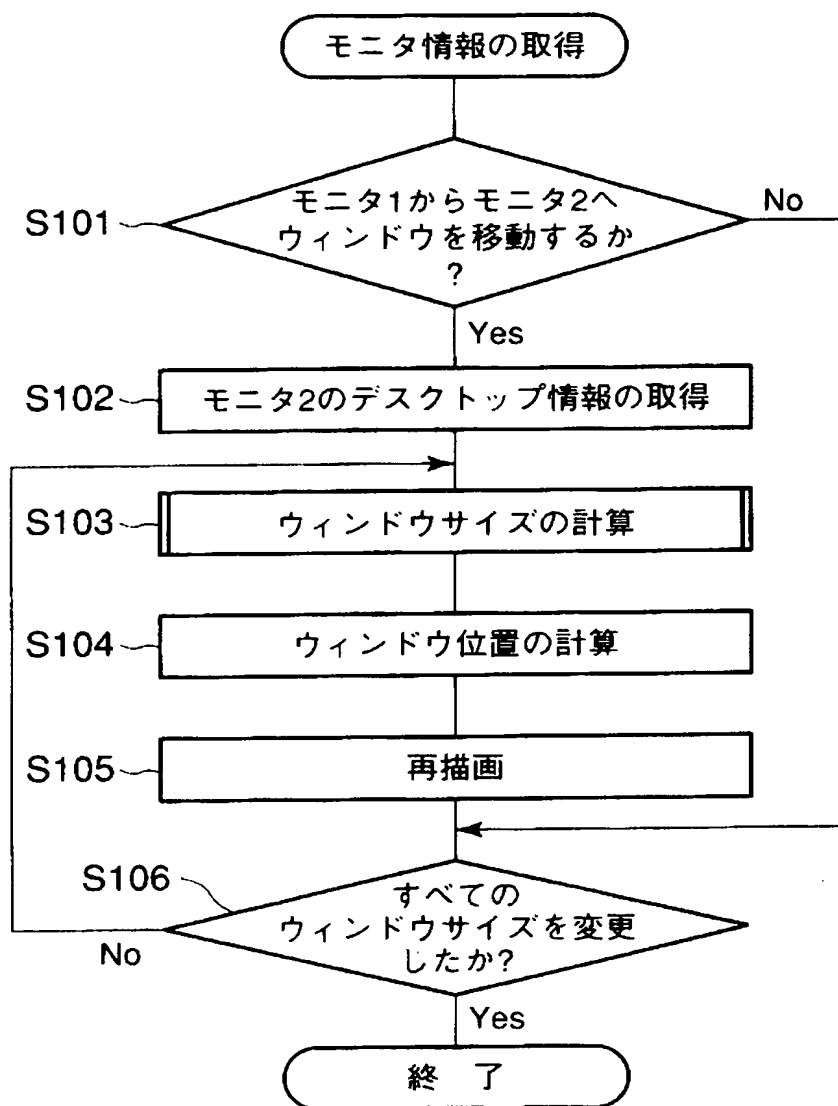 モニタ情報の取得
S101
モニタ1からモニタ2へ
ウィンドウを移動するか
?
No
Yes
S102
モニタ2のデスクトップ情報の取得
S103
ウィンドウサイズの計算
S104
ウィンドウ位置の計算
S105
再描画
S106
すべての
ウィンドウサイズを変更
したか?
No
Yes
終 了